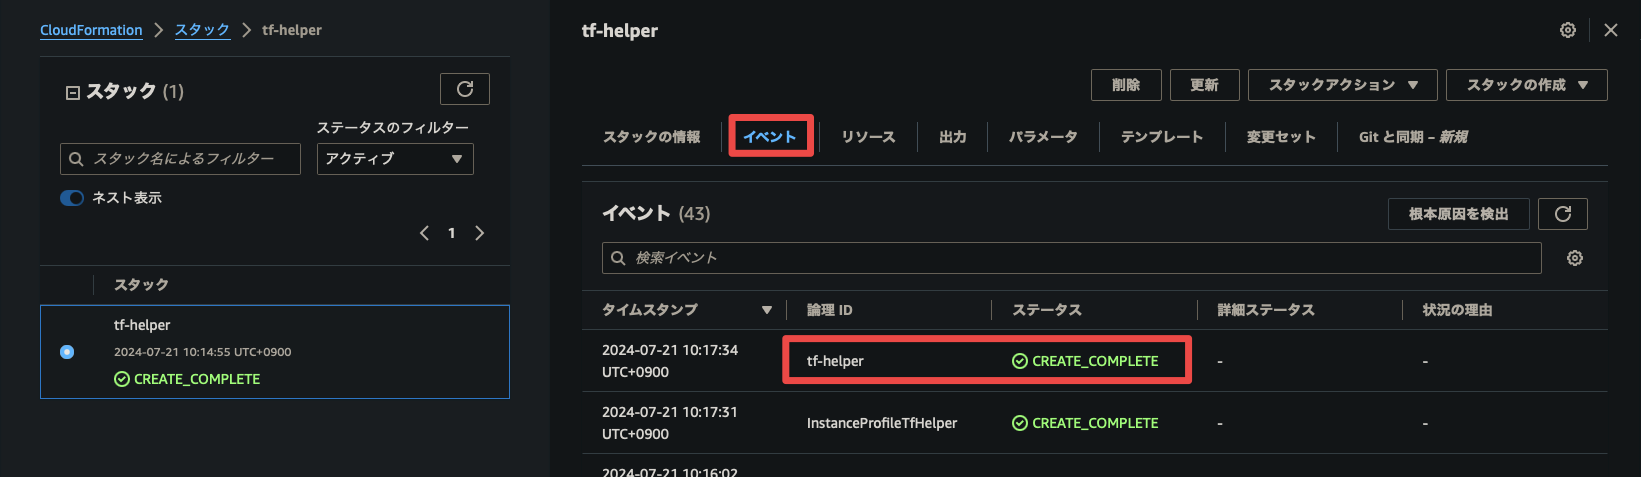 CloudFormation > スタック > tf-helper
スタック (1)
ステータスのフィルター
スタック名によるフィルター
アクティブ
ネスト表示
1
スタック
tf-helper
2024-07-21 10:14:55 UTC+0900
CREATE_COMPLETE
tf-helper
削除 更新 スタックアクション スタックの作成
スタックの情報 イベント リソース 出力 パラメータ テンプレート 変更セット Git と同期 – 新規
イベント (43)
根本原因を検出
検索イベント
タイムスタンプ 論理 ID ステータス 詳細ステータス 状況の理由
2024-07-21 10:17:34
UTC+0900
tf-helper CREATE_COMPLETE - -
2024-07-21 10:17:31
UTC+0900
InstanceProfileTfHelper CREATE_COMPLETE - -
2024-07-21 10:16:02